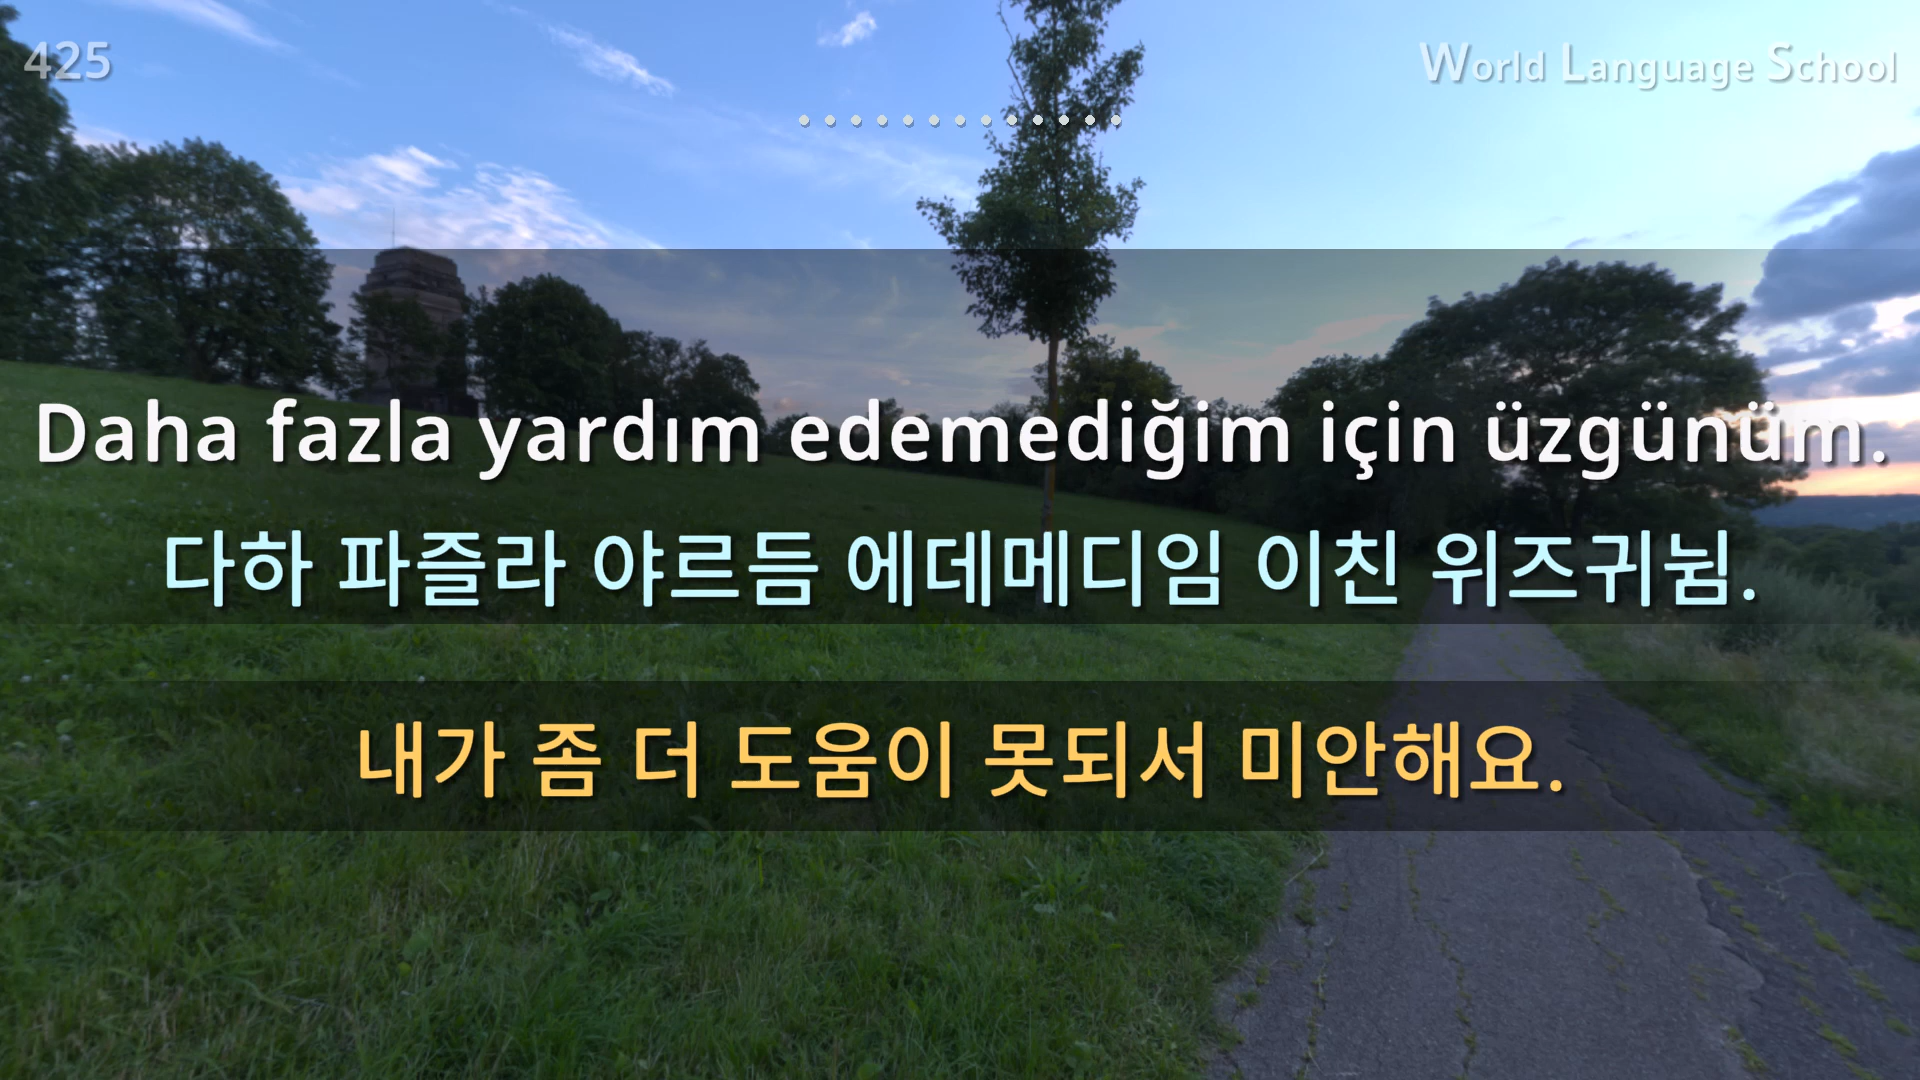 425
World Language School
Daha fazla yardım edemediğim için üzgünüm.
다하 파즐라 야르듬 에데메디임 이친 위즈귀뉨.
내가 좀 더 도움이 못되서 미안해요.